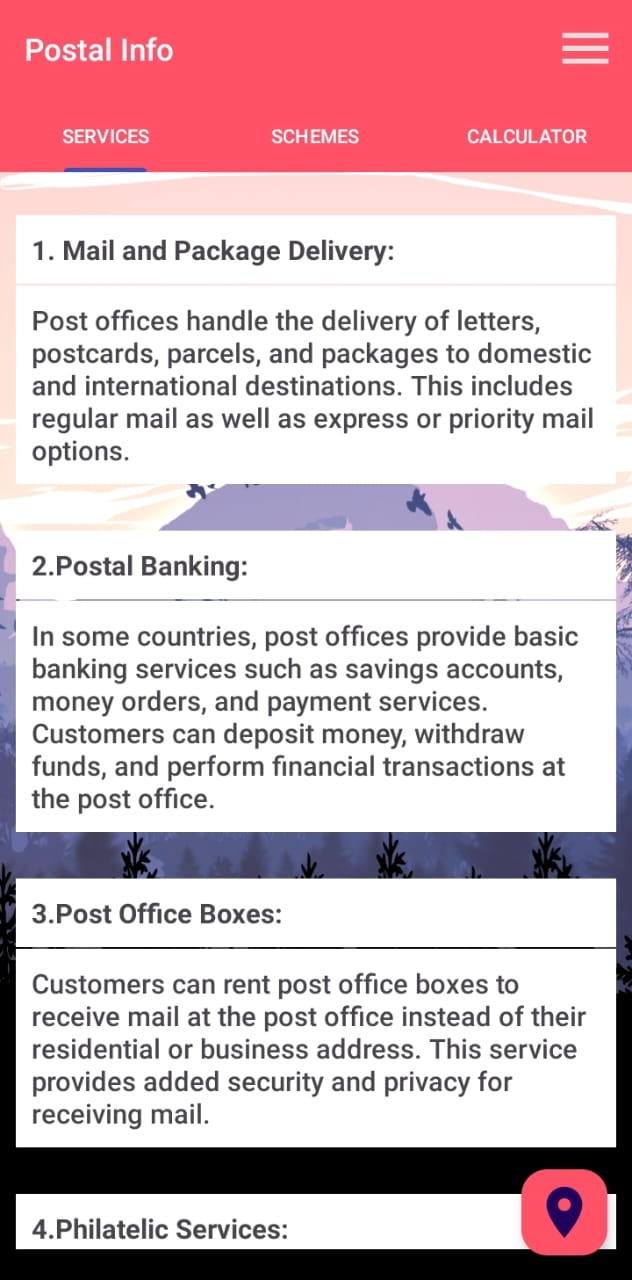 Postal Info
SERVICES
SCHEMES
CALCULATOR
1. Mail and Package Delivery:
Post offices handle the delivery of letters,
postcards, parcels, and packages to domestic
and international destinations. This includes
regular mail as well as express or priority mail
options.
2.Postal Banking:
In some countries, post offices provide basic
banking services such as savings accounts,
money orders, and payment services.
Customers can deposit money, withdraw
funds, and perform financial transactions at
the post office.
3.Post Office Boxes:
Customers can rent post office boxes to
receive mail at the post office instead of their
residential or business address. This service
provides added security and privacy for
receiving mail.
4.Philatelic Services: